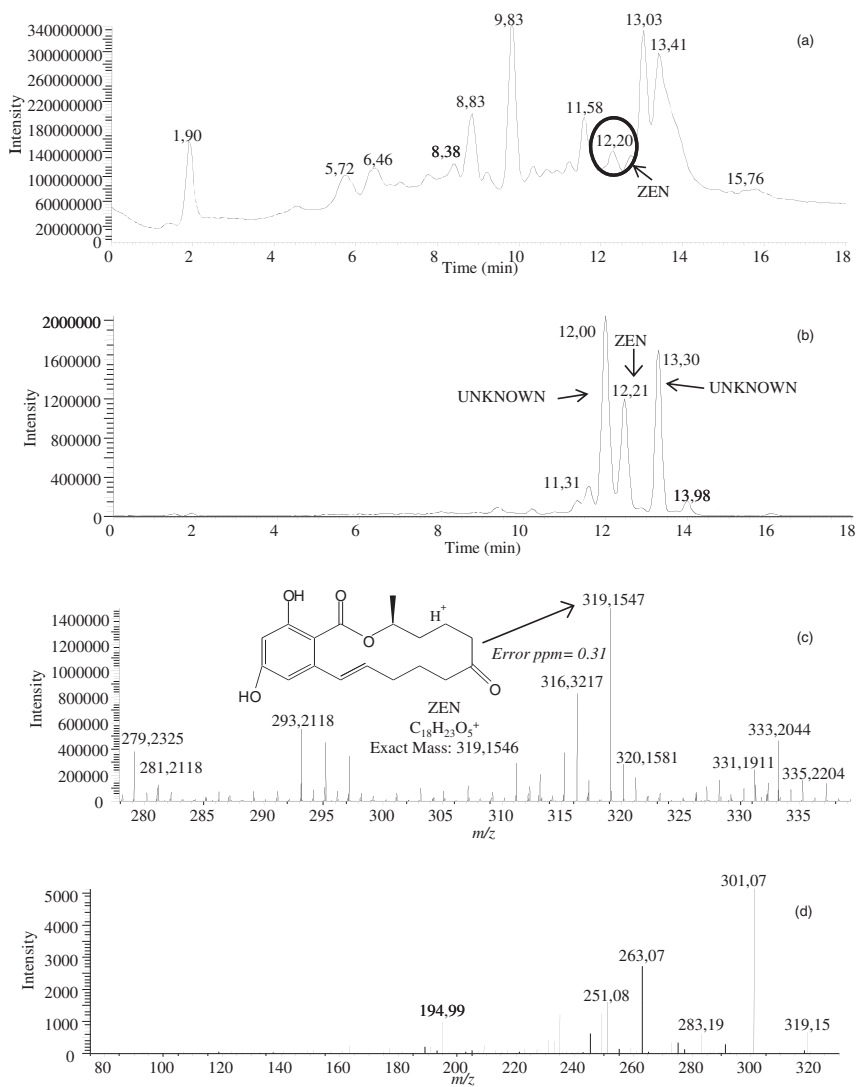 (a)
Intensity
340000000
300000000
260000000
220000000
180000000
140000000
100000000
60000000
20000000
0
1,90
5,72
6,46
8,38
8,83
9,83
11,58
12,20
ZEN
13,03
13,41
15,76
0 2 4 6 8 10 12 14 16 18
Time (min)
(b)
Intensity
2000000
1600000
1200000
800000
400000
0
UNKNOWN
11,31
12,00
ZEN
12,21
13,30
UNKNOWN
13,98
0 2 4 6 8 10 12 14 16 18
Time (min)
(c)
Intensity
1400000
1200000
1000000
800000
600000
400000
200000
0
OH
O
O
H+
O
HO
ZEN
C18H23O5+
Exact Mass: 319,1546
Error ppm= 0.31
279,2325
281,2118
293,2118
316,3217
319,1547
320,1581
331,1911
333,2044
335,2204
280 285 290 295 300 305 310 315 320 325 330 335
m/z
(d)
Intensity
5000
4000
3000
2000
1000
0
194,99
251,08
263,07
283,19
301,07
319,15
80 100 120 140 160 180 200 220 240 260 280 300 320
m/z